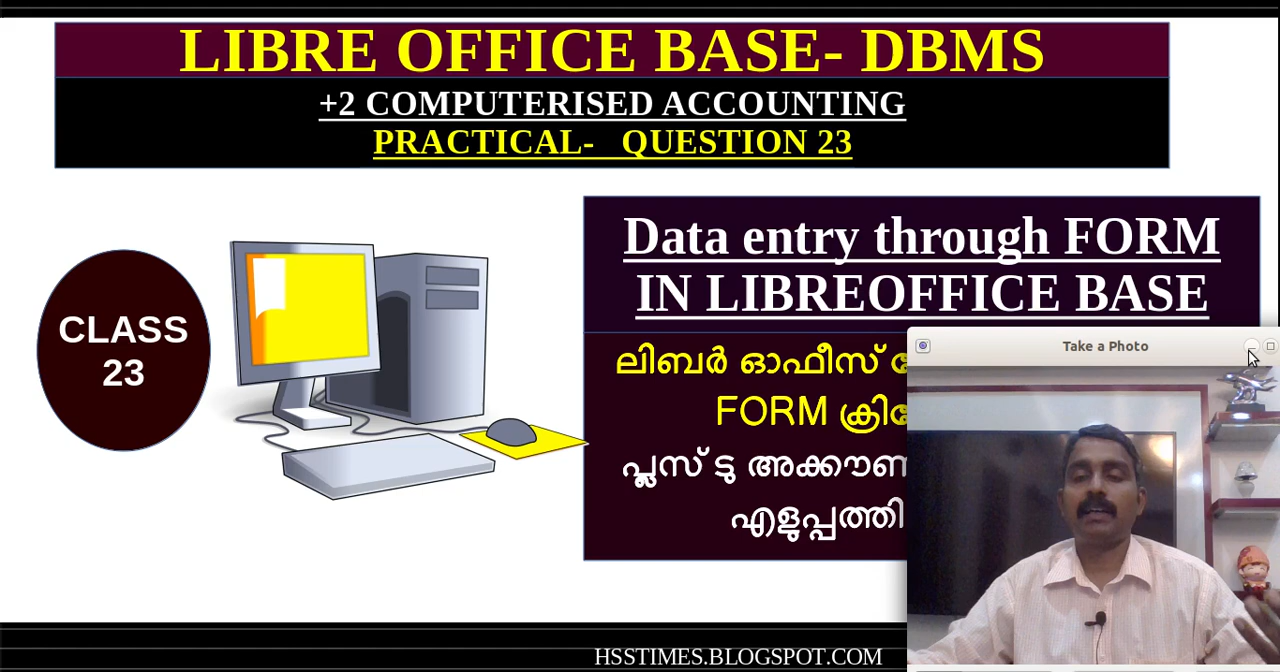 LIBRE OFFICE BASE- DBMS
+2 COMPUTERISED ACCOUNTING
PRACTICAL- QUESTION 23
Data entry through FORM
IN LIBREOFFICE BASE
CLASS
23
ലിബർ ഓഫീസ്
FORM
പ്ലസ് ടു
Take a Photo
HSSTIMES.BLOGSPOT.COM